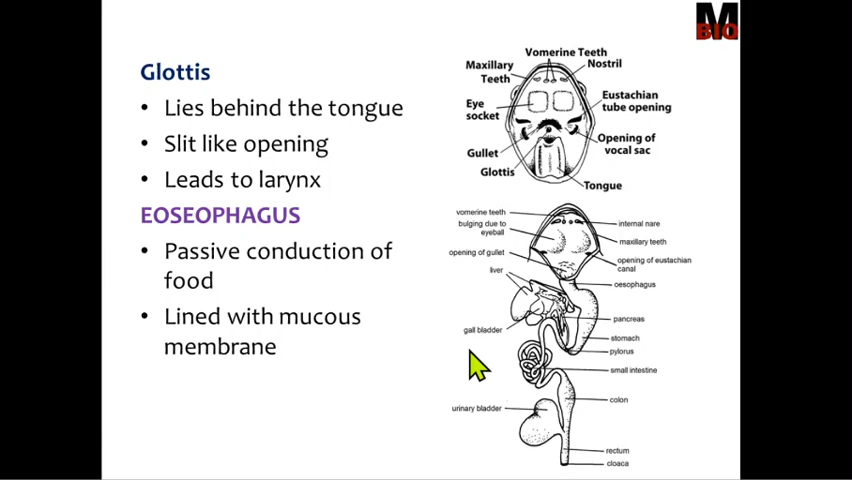 M
BIO
Glottis
• Lies behind the tongue
• Slit like opening
• Leads to larynx
EOSEOPHAGUS
• Passive conduction of
food
• Lined with mucous
membrane
Vomerine Teeth
Maxillary
Teeth
Nostril
Eye
socket
Eustachian
tube opening
Opening of
vocal sac
Gullet
Glottis
Tongue
vomerine teeth
bulging due to
eyeball
opening of gullet
liver
gall bladder
urinary bladder
internal nare
maxillary teeth
opening of eustachian
canal
oesophagus
pancreas
stomach
pylorus
small intestine
colon
rectum
cloaca